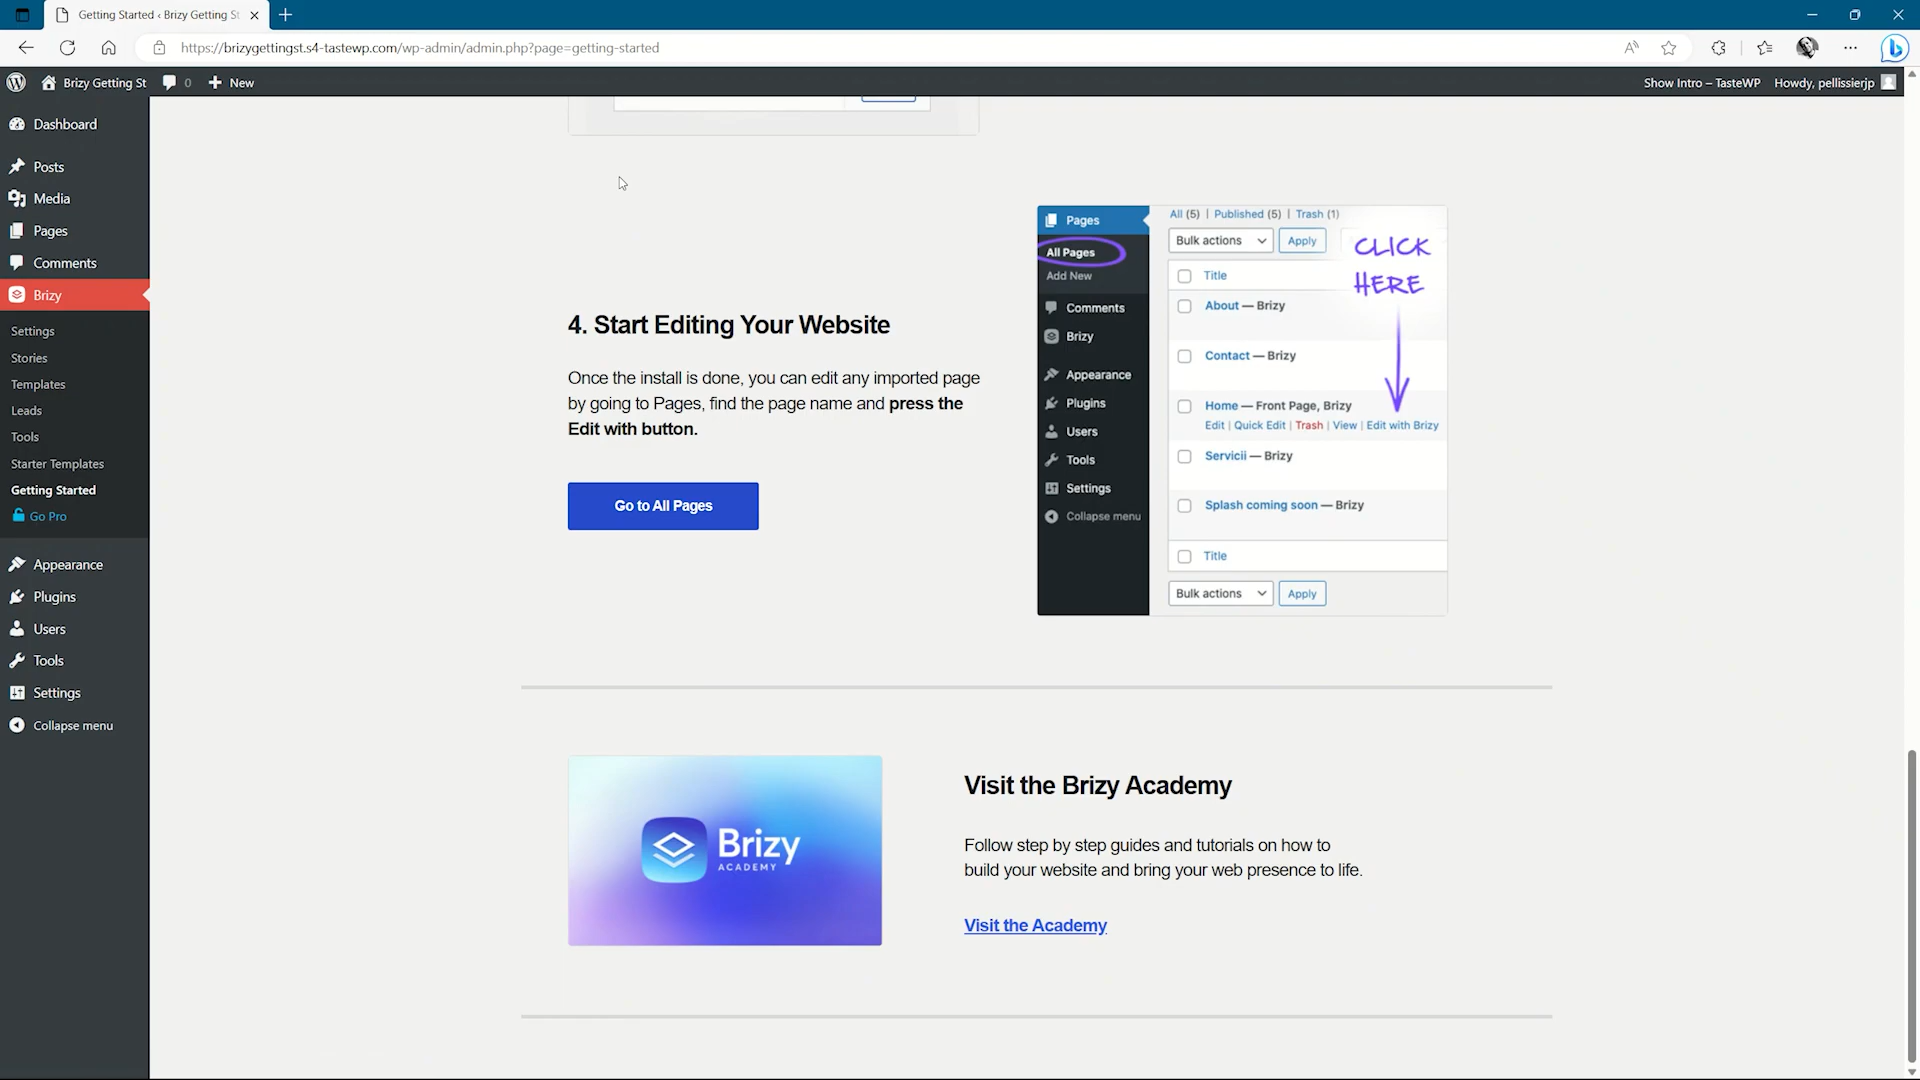 Getting Started ‹ Brizy Getting St
https://brizygettingst.s4-tastewp.com/wp-admin/admin.php?page=getting-started
Brizy Getting St
0
New
Show Intro – TasteWP
Howdy, pellissierjp
Dashboard
Posts
Media
Pages
Comments
Brizy
Settings
Stories
Templates
Leads
Tools
Starter Templates
Getting Started
Go Pro
Appearance
Plugins
Users
Tools
Settings
Collapse menu
4. Start Editing Your Website
Once the install is done, you can edit any imported page
by going to Pages, find the page name and press the
Edit with button.
Go to All Pages
Pages
All Pages
Add New
Comments
Brizy
Appearance
Plugins
Users
Tools
Settings
Collapse menu
All (5) | Published (5) | Trash (1)
Bulk actions
Apply
CLICK
HERE
Title
About — Brizy
Contact — Brizy
Home — Front Page, Brizy
Edit | Quick Edit | Trash | View | Edit with Brizy
Servicii — Brizy
Splash coming soon — Brizy
Title
Bulk actions
Apply
Brizy
ACADEMY
Visit the Brizy Academy
Follow step by step guides and tutorials on how to
build your website and bring your web presence to life.
Visit the Academy